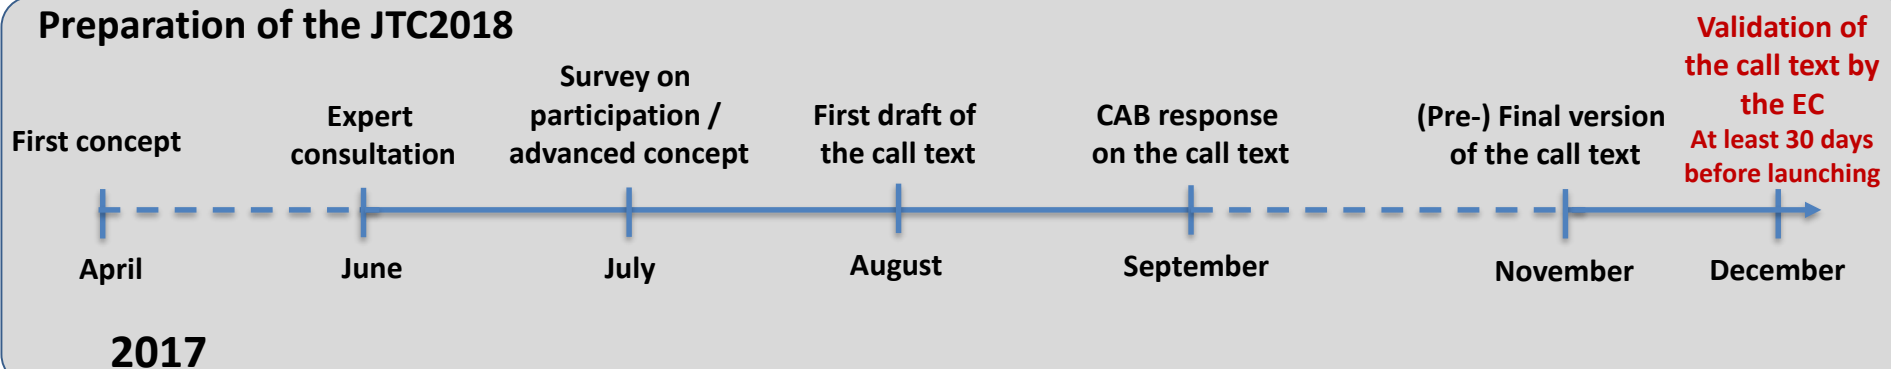 Preparation of the JTC2018
First concept
Expert
consultation
Survey on
participation /
advanced concept
First draft of
the call text
CAB response
on the call text
(Pre-) Final version
of the call text
Validation of
the call text by
the EC
At least 30 days
before launching
April
June
July
August
September
November
December
2017